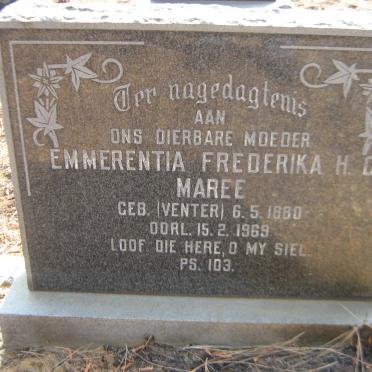 Ter nagedagtenis
AAN
ONS DIERBARE MOEDER
EMMERENTIA FREDERIKA H.
MAREE
GEB. (VENTER) 6.5.1880
OORL. 15.2.1969
LOOF DIE HERE, O MY SIEL.
PS. 103.